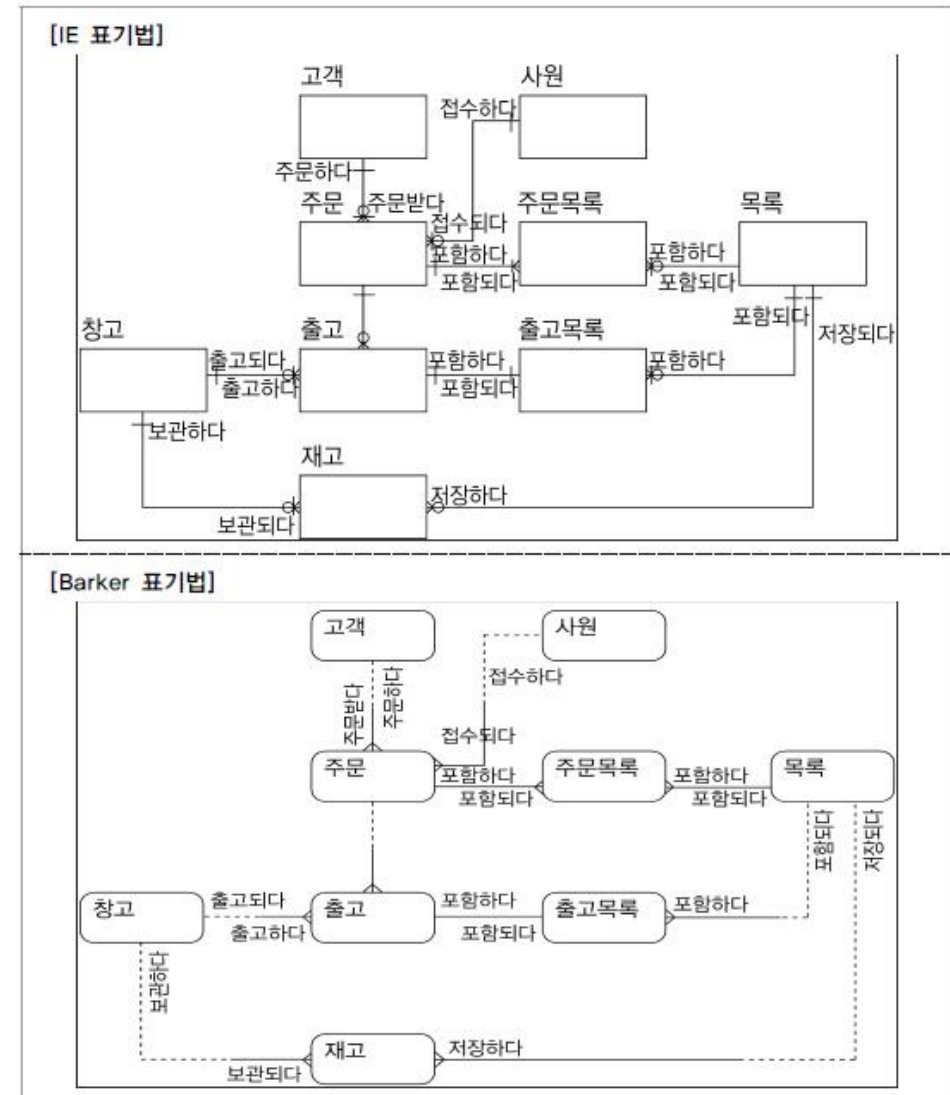 [IE 표기법]
고객 사원
접수하다
주문하다
주문 주문받다 주문목록 목록
접수되다
포함하다 포함하다
포함되다 포함되다
포함되다
창고 출고 출고목록 저장되다
출고되다 포함하다 포함하다
출고하다 포함되다
보관하다
재고
저장하다
보관되다
[Barker 표기법]
고객 사원
주문받다 주문하다 접수하다
접수되다
주문 주문목록 목록
포함하다 포함하다
포함되다 포함되다
포함되다 저장되다
창고 출고되다 출고 포함하다 출고목록 포함하다
출고하다 포함되다
보관하다
재고 저장하다
보관되다